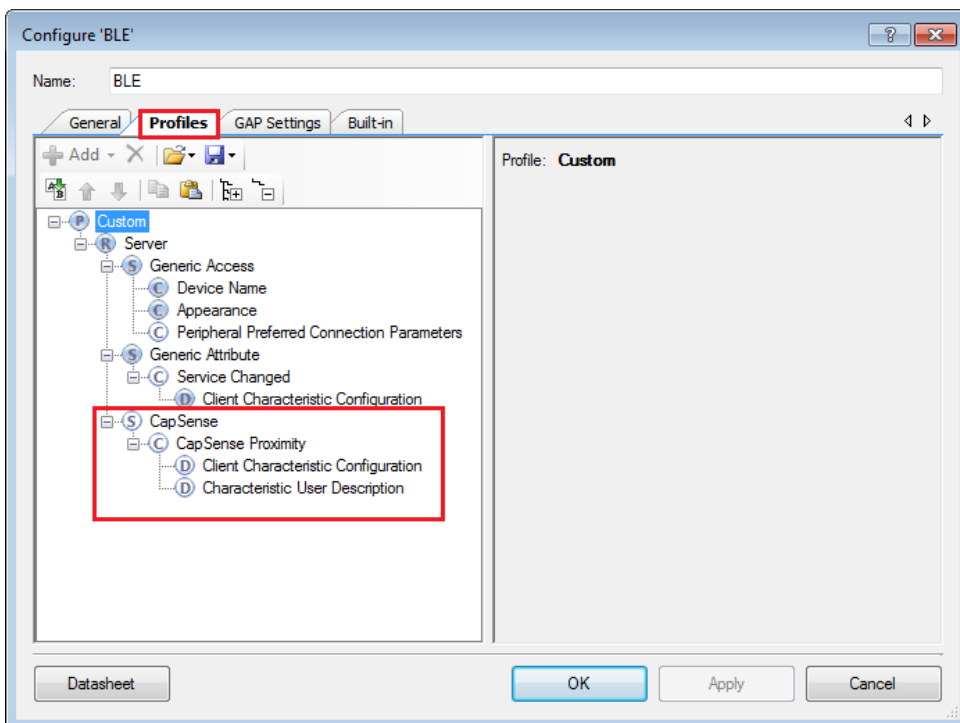 Configure 'BLE'
Name: BLE
General Profiles GAP Settings Built-in
Add
Profile: Custom
P Custom
R Server
S Generic Access
C Device Name
C Appearance
C Peripheral Preferred Connection Parameters
S Generic Attribute
C Service Changed
D Client Characteristic Configuration
S CapSense
C CapSense Proximity
D Client Characteristic Configuration
D Characteristic User Description
Datasheet OK Apply Cancel